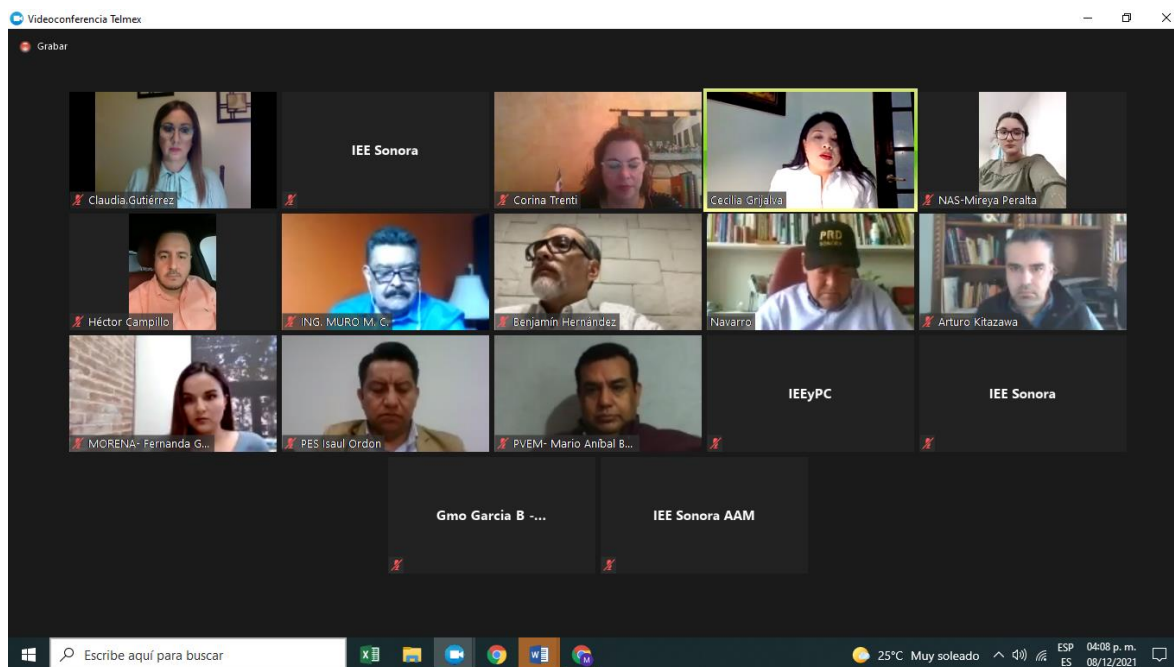 Videoconferencia Telmex
Grabar
IEE Sonora
Claudia.Gutiérrez
Corina Trenti
Cecilia Grijalva
NAS-Mireya Peralta
PRD
Héctor Campillo
ING. MURO M. C.
Benjamín Hernández
Navarro
Arturo Kitazawa
IEEyPC
IEE Sonora
MORENA- Fernanda G...
PES Isaul Ordon
PVEM- Mario Aníbal B...
Gmo Garcia B -...
IEE Sonora AAM
Escribe aquí para buscar
25°C Muy soleado
ESP
ES
04:08 p. m.
08/12/2021